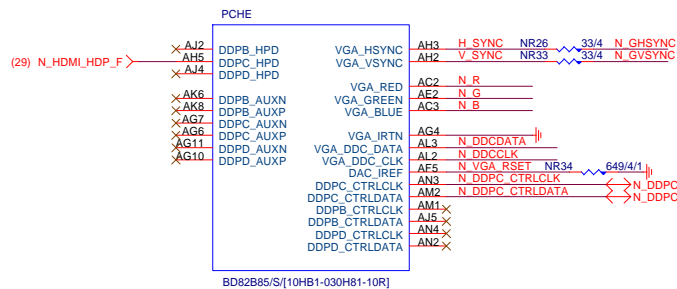 PCHE
AJ2 DDPB_HPD
(29) N_HDMI_HDP_F AH5 DDPC_HPD
AJ4 DDPD_HPD
AK6 DDPB_AUXN
AK8 DDPB_AUXP
AG7 DDPC_AUXN
AG6 DDPC_AUXP
AG11 DDPD_AUXN
AG10 DDPD_AUXP
VGA_HSYNC AH3 H_SYNC NR26 33/4 N_GHSYNC
VGA_VSYNC AH2 V_SYNC NR33 33/4 N_GVSYNC
VGA_RED AC2 N_R
VGA_GREEN AE2 N_G
VGA_BLUE AC3 N_B
VGA_IRTN AG4
VGA_DDC_DATA AL3 N_DDCDATA
VGA_DDC_CLK AL2 N_DDCCLK
DAC_IREF AF5 N_VGA_RSET NR34 649/4/1
DDPC_CTRLCLK AN3 N_DDPC_CTRLCLK N_DDPC
DDPC_CTRLDATA AM2 N_DDPC_CTRLDATA N_DDPC
DDPB_CTRLCLK AM1
DDPB_CTRLDATA AJ5
DDPD_CTRLCLK AN4
DDPD_CTRLDATA AN2
BD82B85/S/[10HB1-030H81-10R]